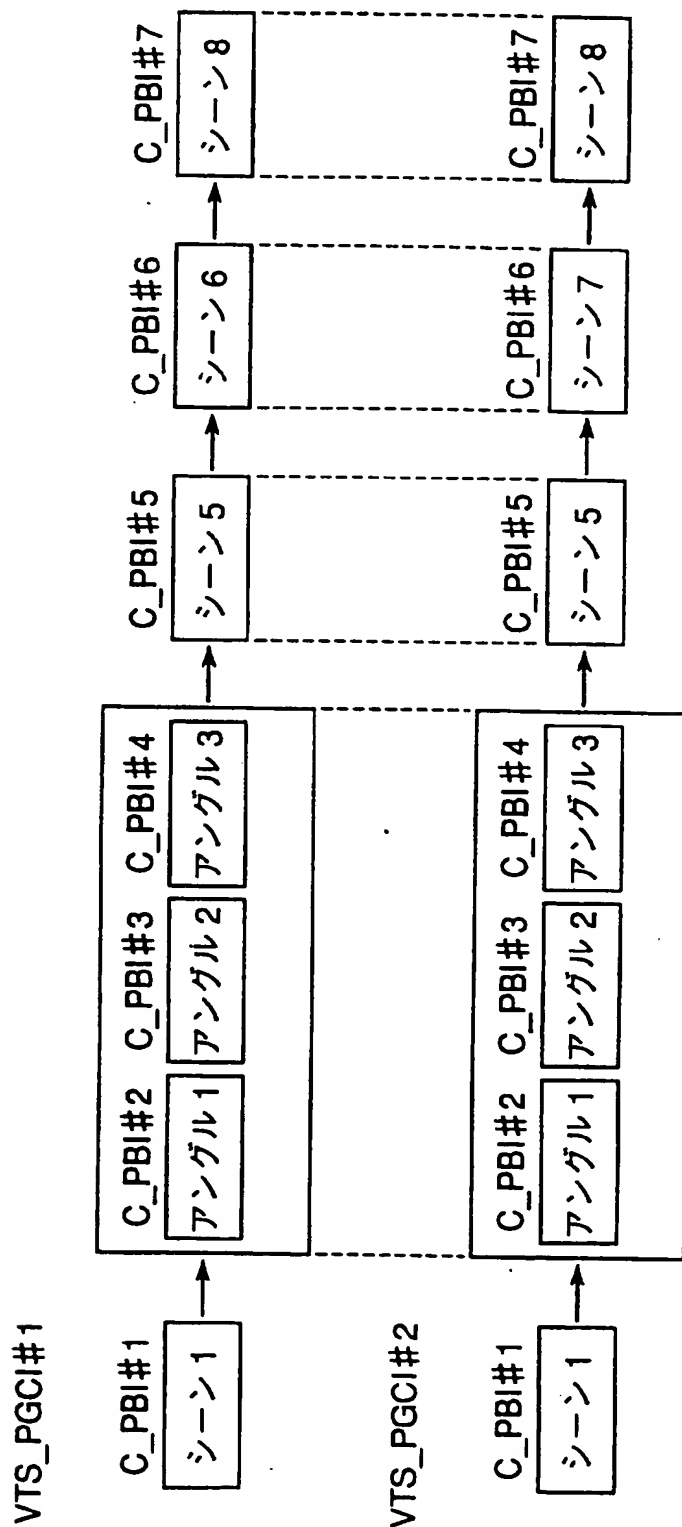 VTS_PGCI#1
C_PBI#1
シーン1
C_PBI#2
アングル1
C_PBI#3
アングル2
C_PBI#4
アングル3
C_PBI#5
シーン5
C_PBI#6
シーン6
C_PBI#7
シーン8
VTS_PGCI#2
C_PBI#1
シーン1
C_PBI#2
アングル1
C_PBI#3
アングル2
C_PBI#4
アングル3
C_PBI#5
シーン5
C_PBI#6
シーン7
C_PBI#7
シーン8